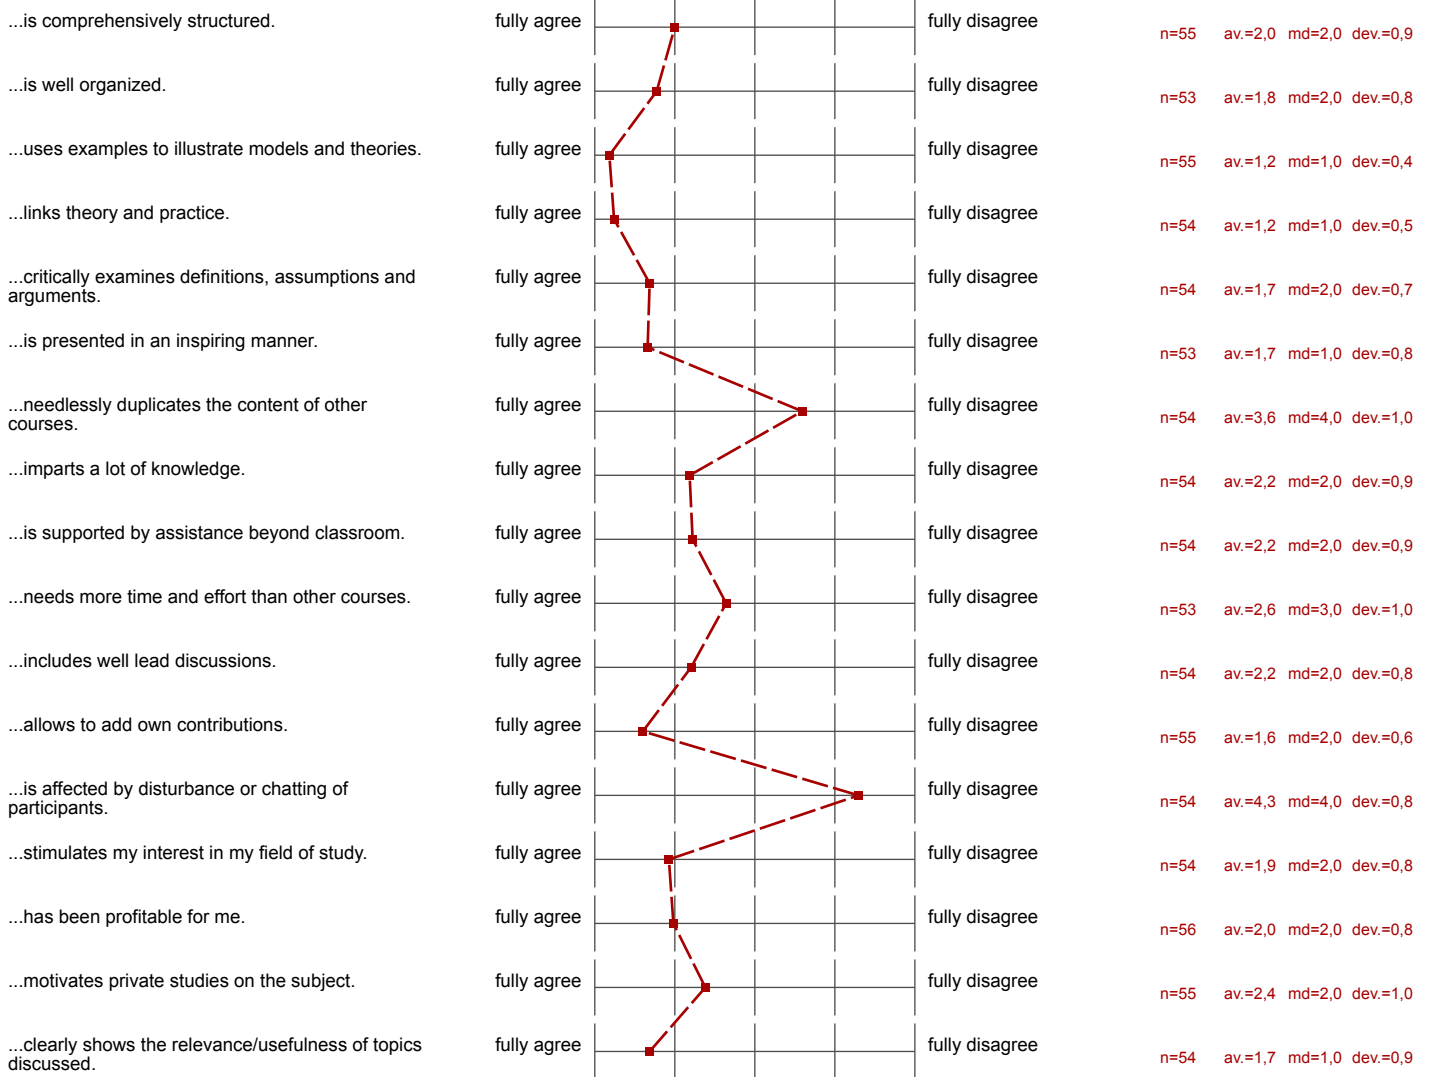 ...is comprehensively structured. fully agree fully disagree n=55 av.=2,0 md=2,0 dev.=0,9
...is well organized. fully agree fully disagree n=53 av.=1,8 md=2,0 dev.=0,8
...uses examples to illustrate models and theories. fully agree fully disagree n=55 av.=1,2 md=1,0 dev.=0,4
...links theory and practice. fully agree fully disagree n=54 av.=1,2 md=1,0 dev.=0,5
...critically examines definitions, assumptions and fully agree fully disagree n=54 av.=1,7 md=2,0 dev.=0,7
arguments.
...is presented in an inspiring manner. fully agree fully disagree n=53 av.=1,7 md=1,0 dev.=0,8
...needlessly duplicates the content of other fully agree fully disagree n=54 av.=3,6 md=4,0 dev.=1,0
courses.
...imparts a lot of knowledge. fully agree fully disagree n=54 av.=2,2 md=2,0 dev.=0,9
...is supported by assistance beyond classroom. fully agree fully disagree n=54 av.=2,2 md=2,0 dev.=0,9
...needs more time and effort than other courses. fully agree fully disagree n=53 av.=2,6 md=3,0 dev.=1,0
...includes well lead discussions. fully agree fully disagree n=54 av.=2,2 md=2,0 dev.=0,8
...allows to add own contributions. fully agree fully disagree n=55 av.=1,6 md=2,0 dev.=0,6
...is affected by disturbance or chatting of fully agree fully disagree n=54 av.=4,3 md=4,0 dev.=0,8
participants.
...stimulates my interest in my field of study. fully agree fully disagree n=54 av.=1,9 md=2,0 dev.=0,8
...has been profitable for me. fully agree fully disagree n=56 av.=2,0 md=2,0 dev.=0,8
...motivates private studies on the subject. fully agree fully disagree n=55 av.=2,4 md=2,0 dev.=1,0
...clearly shows the relevance/usefulness of topics fully agree fully disagree n=54 av.=1,7 md=1,0 dev.=0,9
discussed.